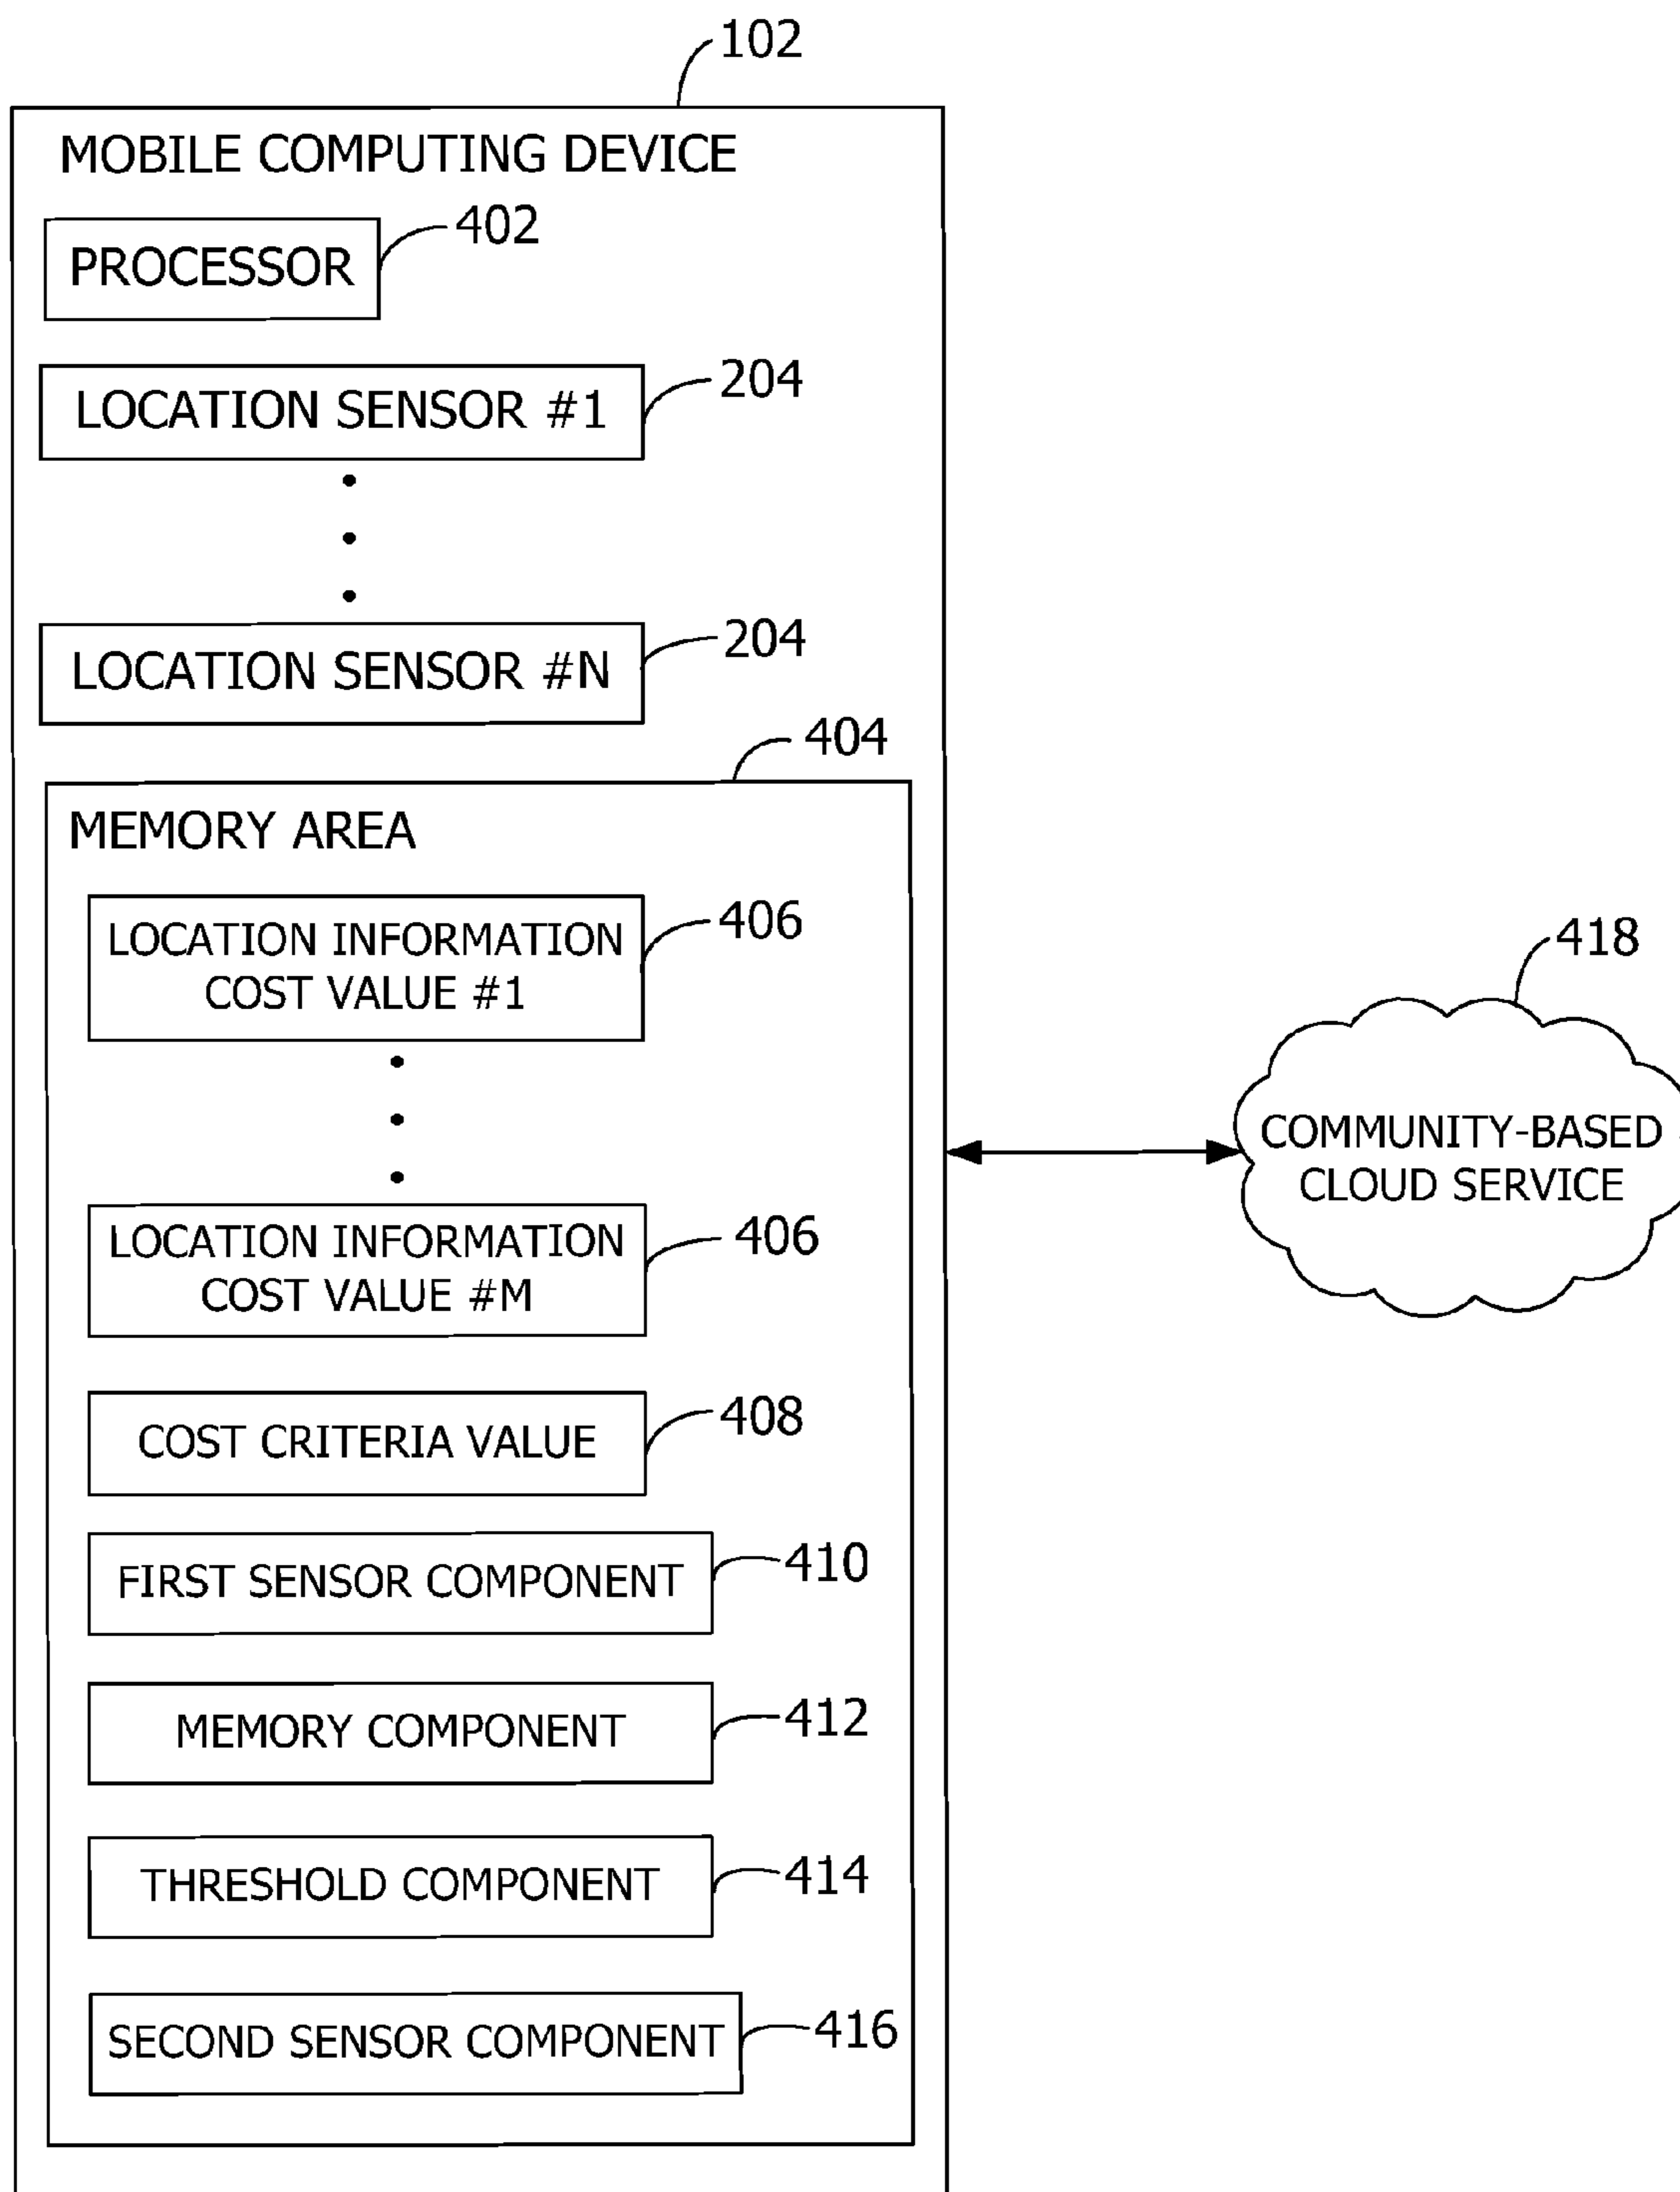 102
MOBILE COMPUTING DEVICE
402
PROCESSOR
204
LOCATION SENSOR #1
204
LOCATION SENSOR #N
404
MEMORY AREA
406
LOCATION INFORMATION
COST VALUE #1
406
LOCATION INFORMATION
COST VALUE #M
408
COST CRITERIA VALUE
410
FIRST SENSOR COMPONENT
412
MEMORY COMPONENT
414
THRESHOLD COMPONENT
416
SECOND SENSOR COMPONENT
418
COMMUNITY-BASED
CLOUD SERVICE